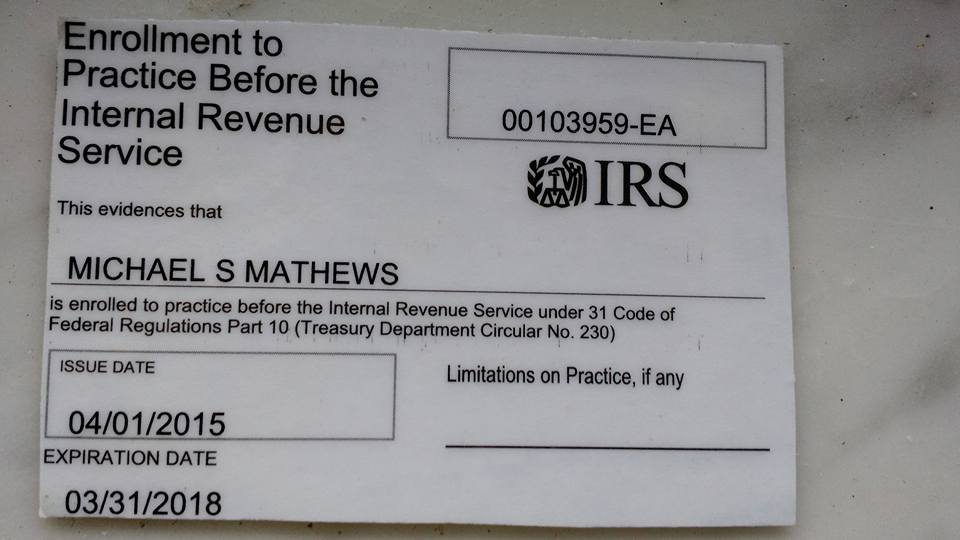 Enrollment to
Practice Before the
Internal Revenue
Service
00103959-EA
IRS
This evidences that
MICHAEL S MATHEWS
is enrolled to practice before the Internal Revenue Service under 31 Code of
Federal Regulations Part 10 (Treasury Department Circular No. 230)
ISSUE DATE
04/01/2015
EXPIRATION DATE
03/31/2018
Limitations on Practice, if any